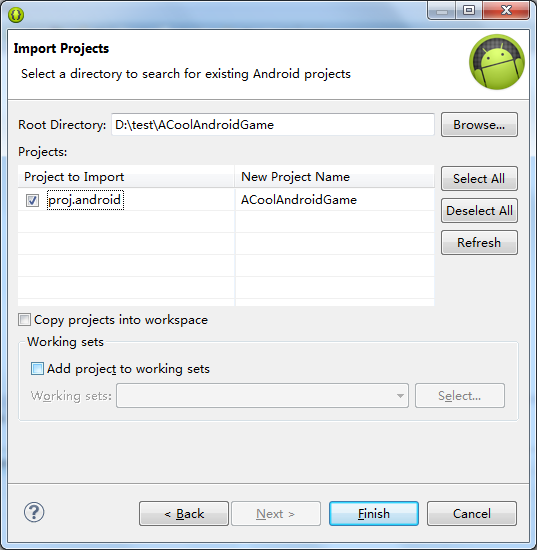 Import Projects
Select a directory to search for existing Android projects
Root Directory: D:\test\ACoolAndroidGame Browse...
Projects:
Project to Import New Project Name
proj.android ACoolAndroidGame
Select All
Deselect All
Refresh
Copy projects into workspace
Working sets
Add project to working sets
Working sets: Select...
? < Back Next > Finish Cancel